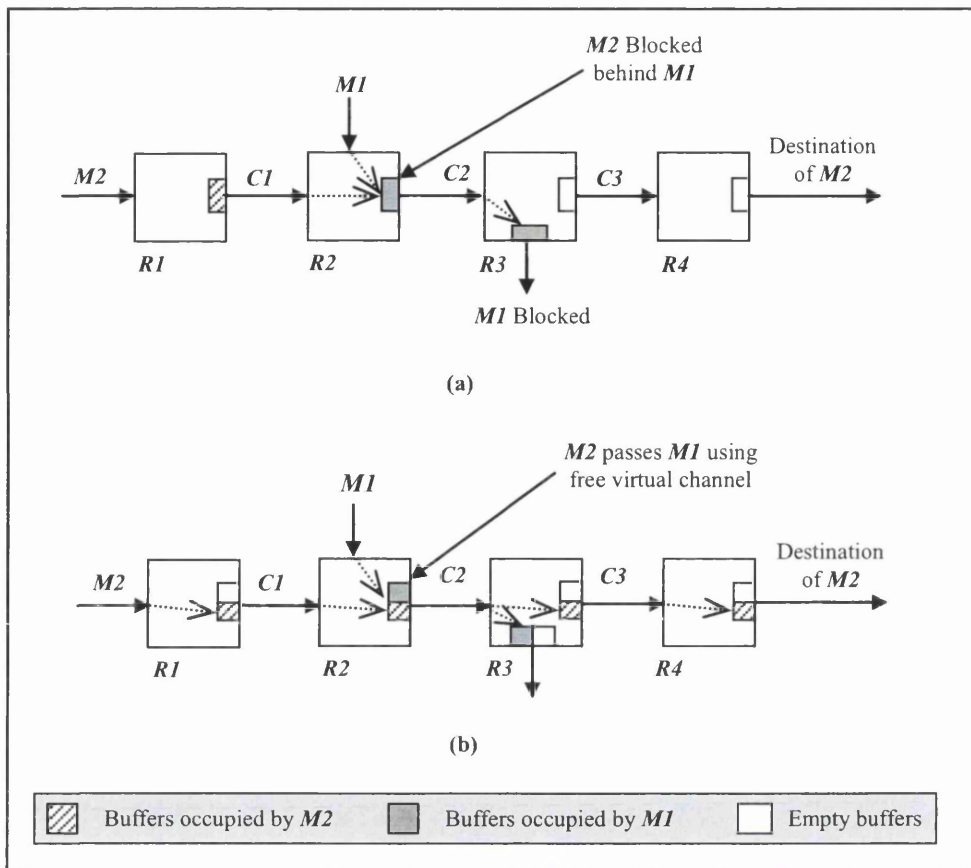 M2 Blocked
behind M1
M1
Destination
of M2
M2
C1
C2
C3
R1
R2
R3
R4
M1 Blocked
(a)
M2 passes M1 using
free virtual channel
M1
Destination
of M2
M2
C1
C2
C3
R1
R2
R3
R4
(b)
Buffers occupied by M2
Buffers occupied by M1
Empty buffers